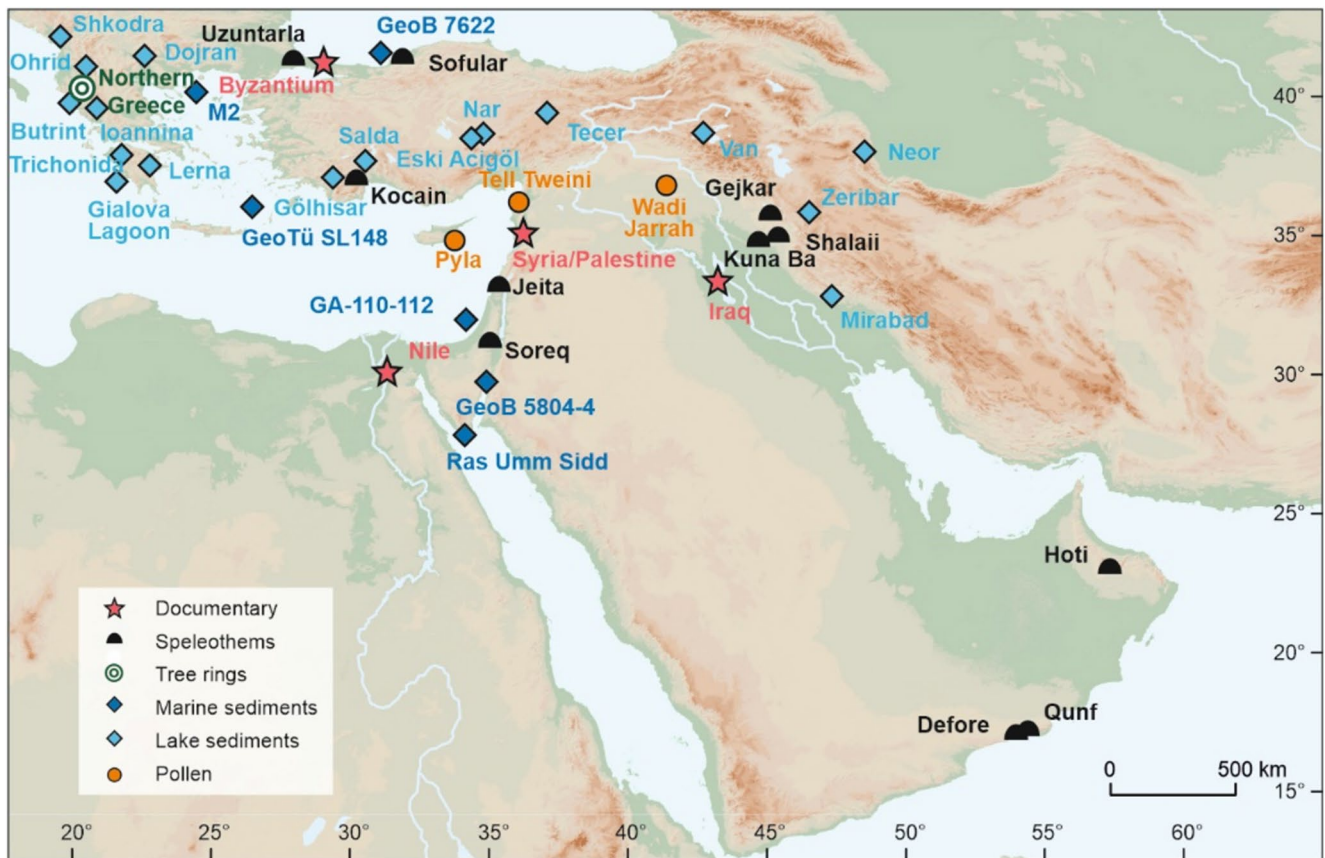 Shkodra
GeoB 7622
Uzuntarla
Dojran
Ohrid
Sofular
Northern
Greece
Byzantium
40°
M2
Nar
Butrint
Ioannina
Salda
Tecer
Van
Neor
Trichonida
Lerna
Eski Acıgöl
Tell Tweini
Gejkar
Kocain
Zeribar
Gialova
Lagoon
Gölhisar
Wadi
Jarrah
35°
GeoTü SL148
Shalaii
Pyla
Syria/Palestine
Kuna Ba
Jeita
GA-110-112
Iraq
Mirabad
Nile
Soreq
30°
GeoB 5804-4
Ras Umm Sidd
25°
Hoti
Documentary
Speleothems
20°
Tree rings
Marine sediments
Qunf
Defore
Lake sediments
Pollen
0 500 km
15°
20° 25° 30° 35° 40° 45° 50° 55° 60°